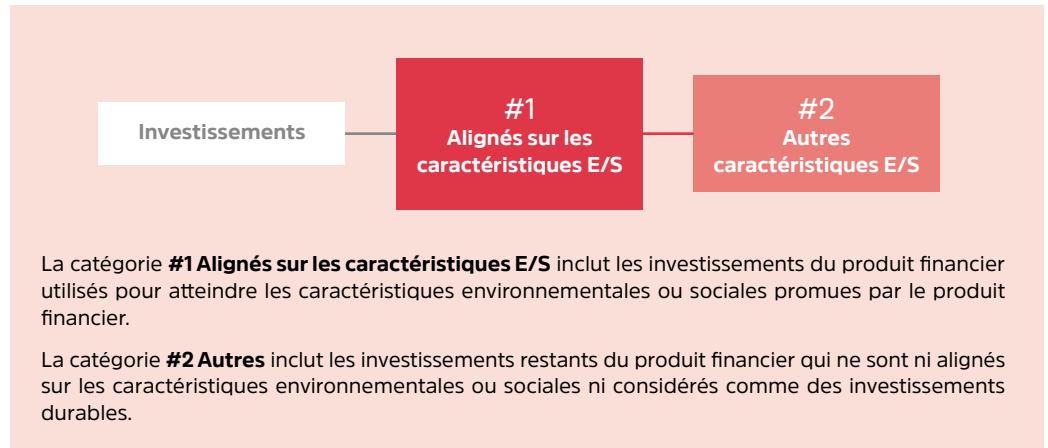 Investissements
#1
Alignés sur les
caractéristiques E/S
#2
Autres
caractéristiques E/S
La catégorie #1 Alignés sur les caractéristiques E/S inclut les investissements du produit financier
utilisés pour atteindre les caractéristiques environnementales ou sociales promues par le produit
financier.
La catégorie #2 Autres inclut les investissements restants du produit financier qui ne sont ni alignés
sur les caractéristiques environnementales ou sociales ni considérés comme des investissements
durables.